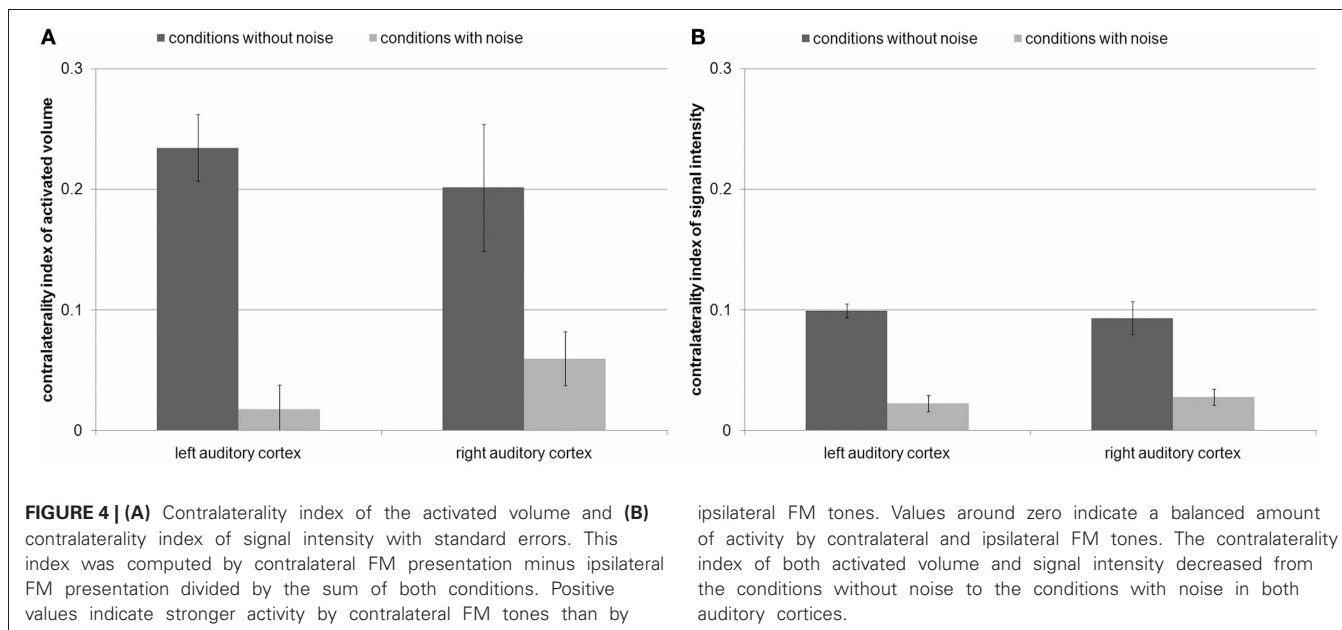 A
conditions without noise conditions with noise
contralaterality index of activated volume
0.3
0.2
0.1
0
left auditory cortex right auditory cortex
B
conditions without noise conditions with noise
contralaterality index of signal intensity
0.3
0.2
0.1
0
left auditory cortex right auditory cortex
FIGURE 4 | (A) Contralaterality index of the activated volume and (B)
contralaterality index of signal intensity with standard errors. This
index was computed by contralateral FM presentation minus ipsilateral
FM presentation divided by the sum of both conditions. Positive
values indicate stronger activity by contralateral FM tones than by
ipsilateral FM tones. Values around zero indicate a balanced amount
of activity by contralateral and ipsilateral FM tones. The contralaterality
index of both activated volume and signal intensity decreased from
the conditions without noise to the conditions with noise in both
auditory cortices.